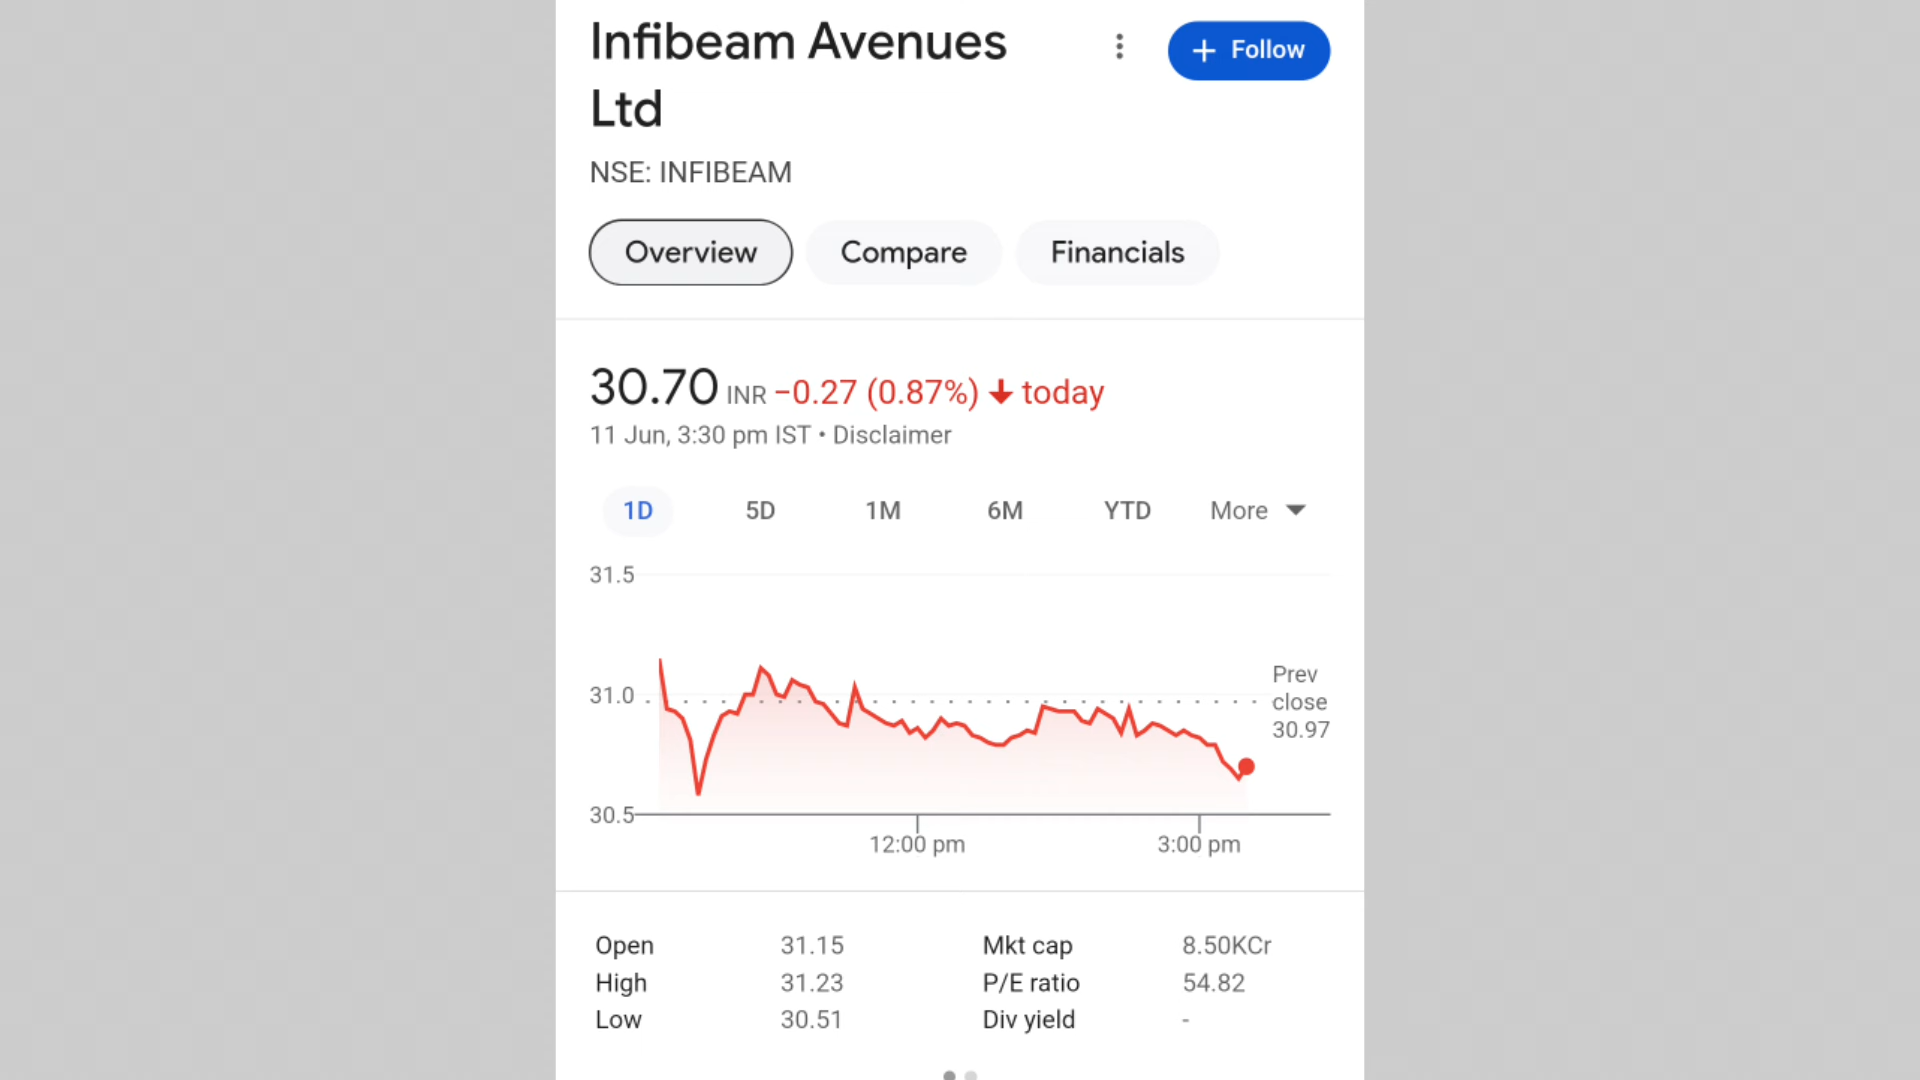 Infibeam Avenues
Ltd
+ Follow
NSE: INFIBEAM
Overview Compare Financials
30.70 INR −0.27 (0.87%) ↓ today
11 Jun, 3:30 pm IST • Disclaimer
1D 5D 1M 6M YTD More
31.5
31.0
30.5
Prev
close
30.97
12:00 pm 3:00 pm
Open 31.15 Mkt cap 8.50KCr
High 31.23 P/E ratio 54.82
Low 30.51 Div yield -